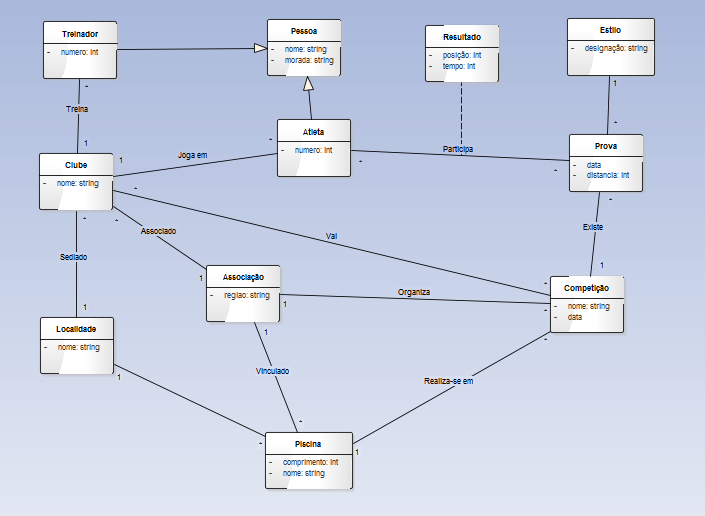 Treinador
- numero: int
Pessoa
- nome: string
- morada: string
Resultado
- posição: int
- tempo: int
Estilo
- designação: string
Treina
*
1
Clube
- nome: string
Atleta
- numero: int
Joga em
1
*
Participa
*
*
Prova
- data
- distancia: int
1
*
Existe
*
1
Vai
*
*
Associado
*
1
Sediado
*
1
Associação
- regiao: string
Organiza
1
*
Competição
- nome: string
- data
Localidade
- nome: string
Vinculado
1
*
Realiza-se em
*
1
1
*
Piscina
- comprimento: int
- nome: string